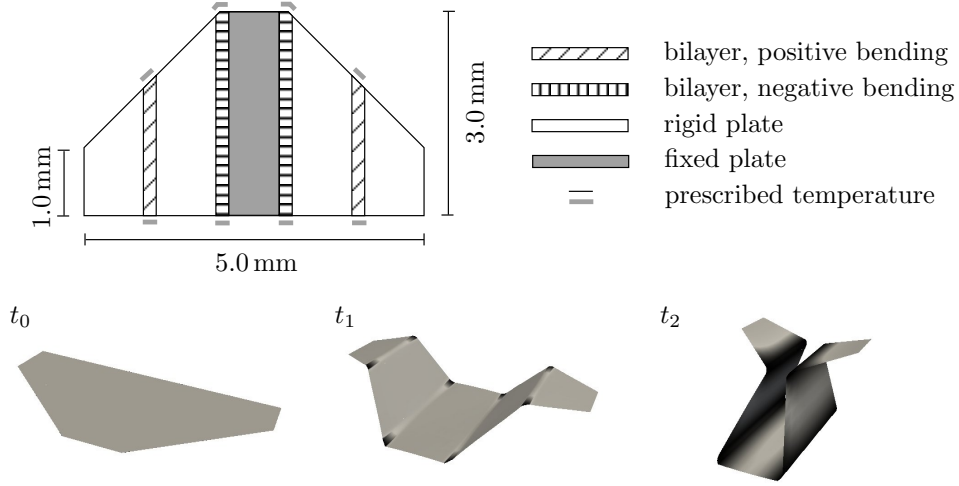 bilayer, positive bending
bilayer, negative bending
rigid plate
fixed plate
prescribed temperature
3.0 mm
1.0 mm
5.0 mm
t0
t1
t2